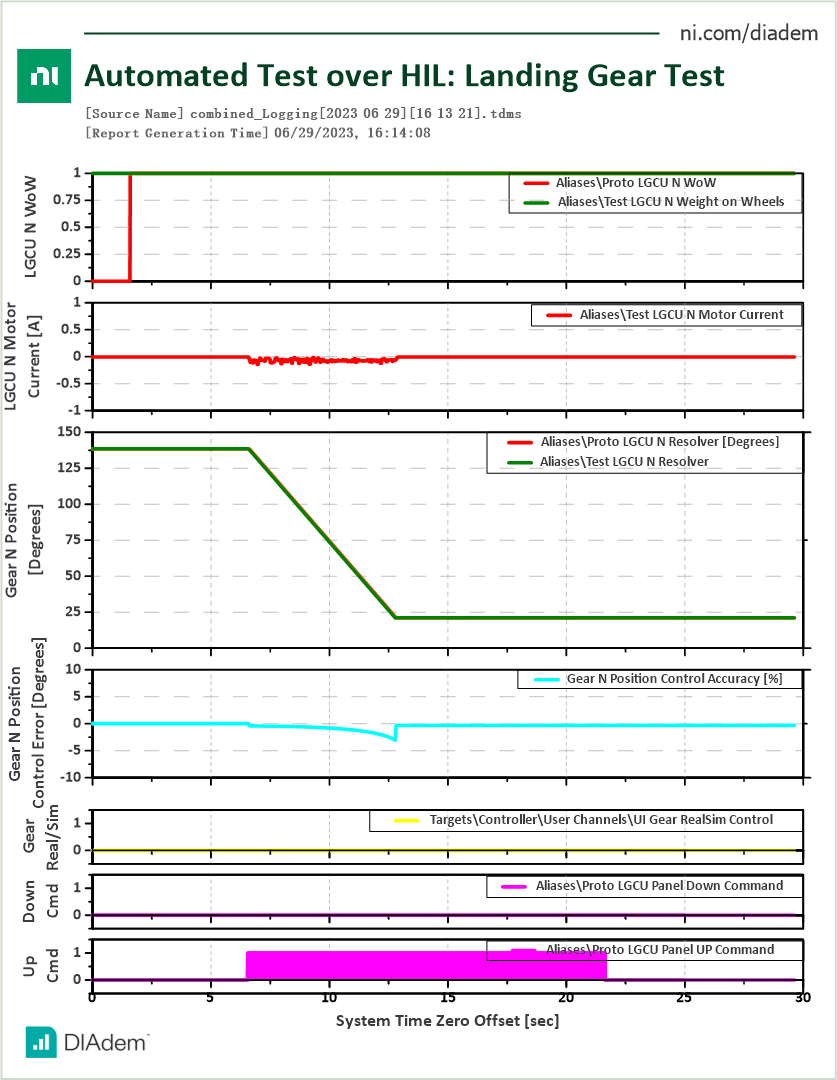 ni.com/diadem
ni
Automated Test over HIL: Landing Gear Test
[Source Name] combined_Logging[2023 06 29][16 13 21].tdms
[Report Generation Time] 06/29/2023, 16:14:08
LGCU N WoW
1
0.75
0.5
0.25
0
Aliases\Proto LGCU N WoW
Aliases\Test LGCU N Weight on Wheels
LGCU N Motor
Current [A]
1
0.5
0
-0.5
-1
Aliases\Test LGCU N Motor Current
Gear N Position
[Degrees]
150
125
100
75
50
25
0
Aliases\Proto LGCU N Resolver [Degrees]
Aliases\Test LGCU N Resolver
Gear N Position
Control Error [Degrees]
10
5
0
-5
-10
Gear N Position Control Accuracy [%]
Gear
Real/Sim
1
0
Targets\Controller\User Channels\UI Gear RealSim Control
Down
Cmd
1
0
Aliases\Proto LGCU Panel Down Command
Up
Cmd
1
0
Aliases\Proto LGCU Panel UP Command
0 5 10 15 20 25 30
System Time Zero Offset [sec]
DIAdem™